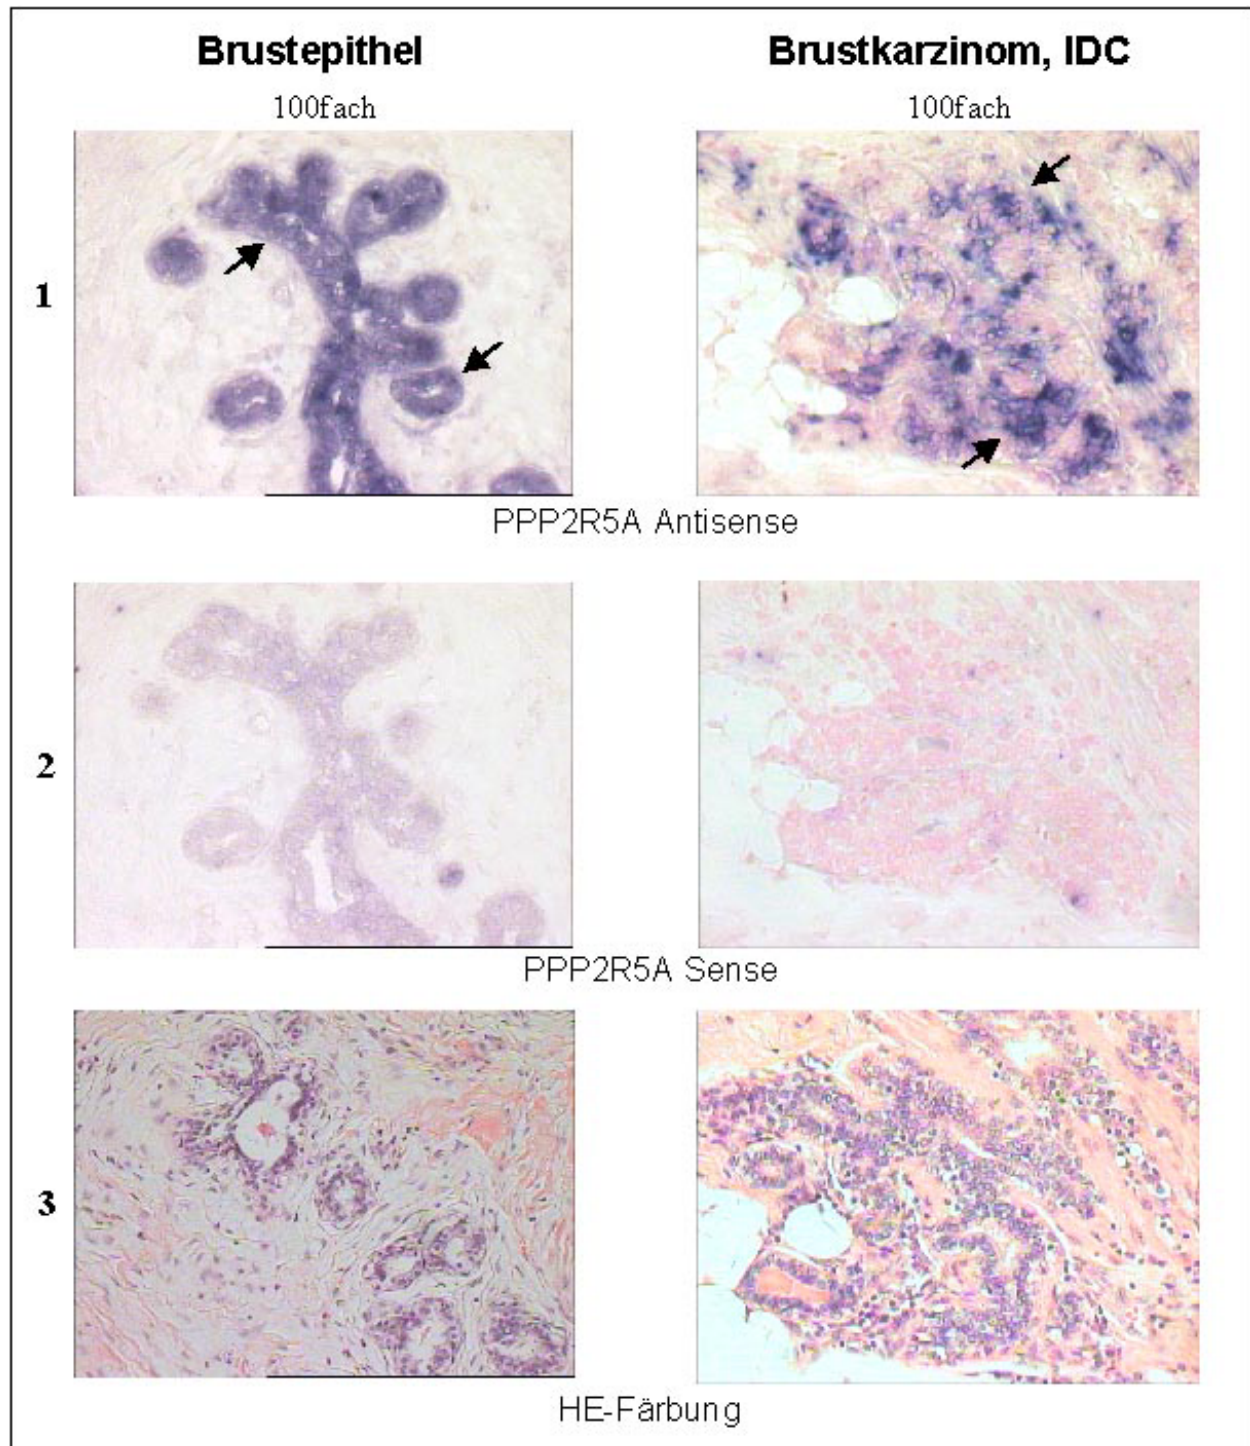 Brustepithel
Brustkarzinom, IDC
100fach
100fach
1
PPP2R5A Antisense
2
PPP2R5A Sense
3
HE-Färbung